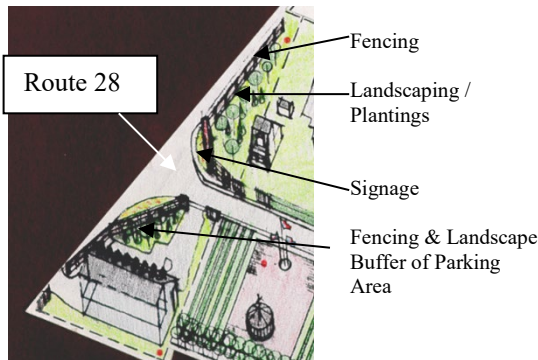 Route 28
Fencing
Landscaping /
Plantings
Signage
Fencing & Landscape
Buffer of Parking
Area